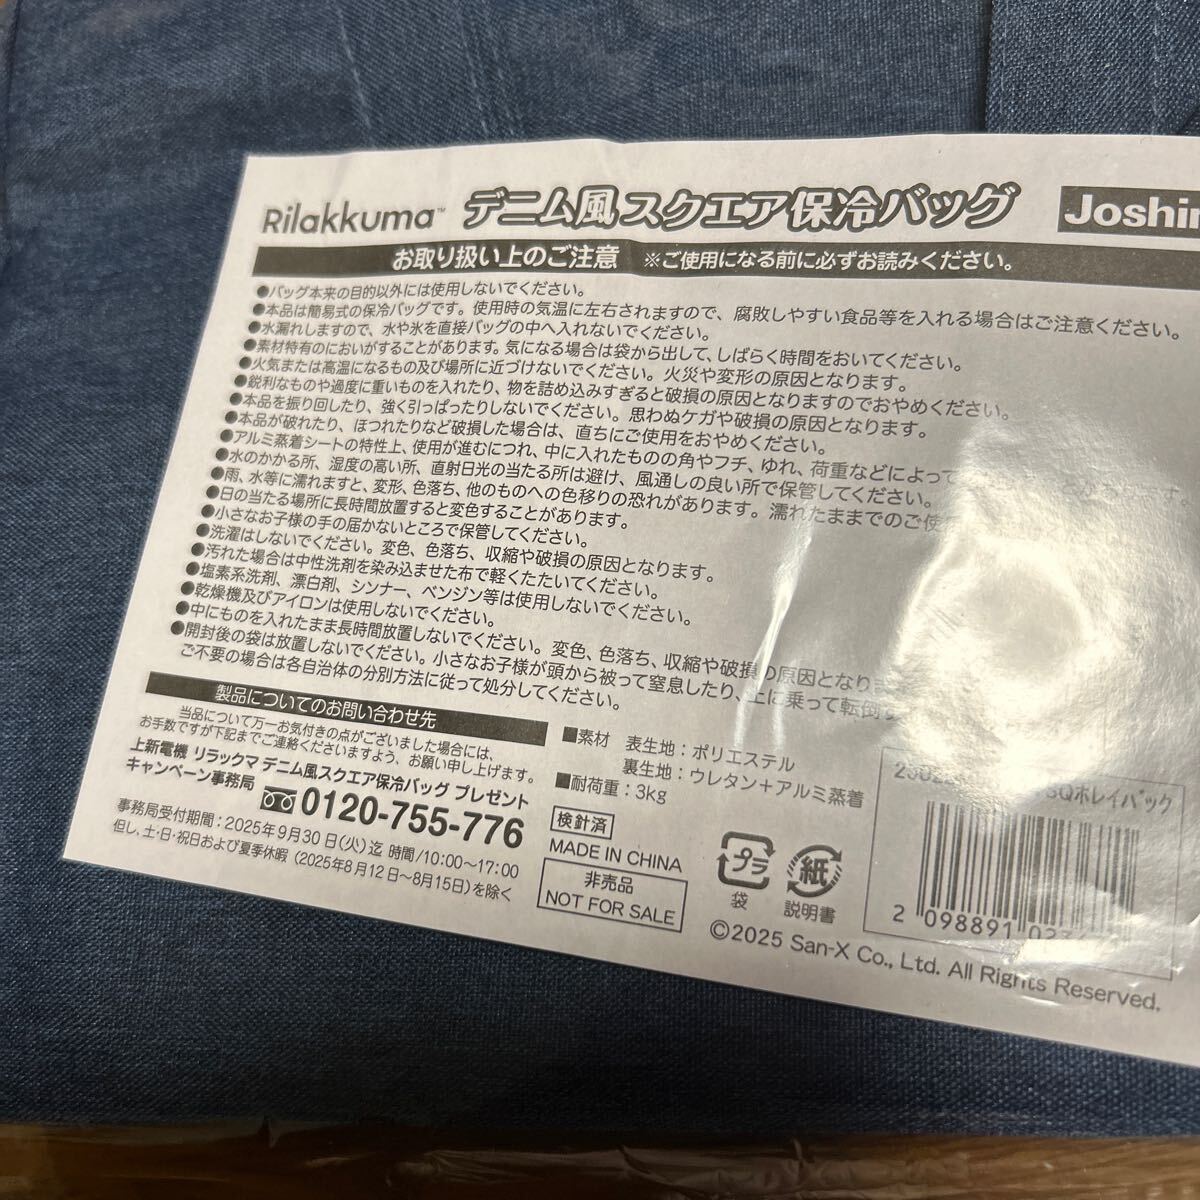 Rilakkuma™ デニム風スクエア保冷バッグ Joshin
お取り扱い上のご注意 ※ご使用になる前に必ずお読みください。
●バッグ本来の目的以外には使用しないでください。
●本品は簡易式の保冷バッグです。使用時の気温に左右されますので、腐敗しやすい食品等を入れる場合はご注意ください。
●水漏れしますので、水や氷を直接バッグの中へ入れないでください。
●素材特有のにおいがすることがあります。気になる場合は袋から出して、しばらく時間をおいてください。
●火気または高温になるもの及び場所に近づけないでください。火災や変形の原因となります。
●鋭利なものや過度に重いものを入れたり、物を詰め込みすぎると破損の原因となりますのでおやめください。
●本品を振り回したり、強く引っぱったりしないでください。思わぬケガや破損の原因となります。
●本品が破れたり、ほつれたりなど破損した場合は、直ちにご使用をおやめください。
●アルミ蒸着シートの特性上、使用が進むにつれ、中に入れたものの角やフチ、ゆれ、荷重などによって
●水のかかる所、湿度の高い所、直射日光の当たる所は避け、風通しの良い所で保管してください。
●雨、水等に濡れますと、変形、色落ち、他のものへの色移りの恐れがあります。濡れたままでのご使
●日の当たる場所に長時間放置すると変色することがあります。
●小さなお子様の手の届かないところで保管してください。
●洗濯はしないでください。変色、色落ち、収縮や破損の原因となります。
●汚れた場合は中性洗剤を染み込ませた布で軽くたたいてください。
●塩素系洗剤、漂白剤、シンナー、ベンジン等は使用しないでください。
●乾燥機及びアイロンは使用しないでください。
●中にものを入れたまま長時間放置しないでください。変色、色落ち、収縮や破損の原因となり
●開封後の袋は放置しないでください。小さなお子様が頭から被って窒息したり、上に乗って転倒
ご不要の場合は各自治体の分別方法に従って処分してください。
製品についてのお問い合わせ先
当品について万一お気付きの点がございました場合には、
お手数ですが下記までご連絡くださいますよう、お願い申し上げます。
上新電機 リラックマ デニム風スクエア保冷バッグ プレゼント
キャンペーン事務局 0120-755-776
事務局受付期間：2025年9月30日(火)迄 時間/10:00〜17:00
但し、土・日・祝日および夏季休暇（2025年8月12日〜8月15日)を除く
■素材 表生地：ポリエステル
裏生地：ウレタン＋アルミ蒸着
■耐荷重：3kg
検針済
MADE IN CHINA
非売品
NOT FOR SALE
プラ
袋
紙
説明書
SQホレイバック
2 098891
©2025 San-X Co., Ltd. All Rights Reserved.